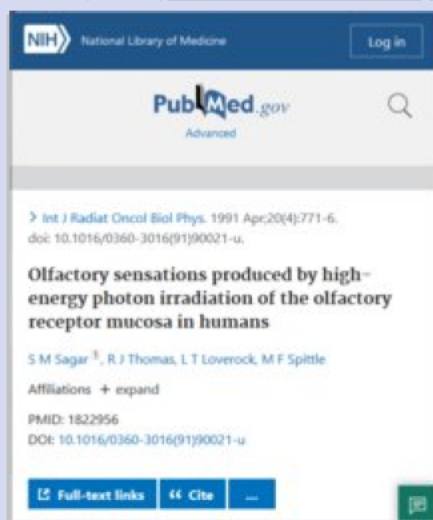 NIH National Library of Medicine Log in
PubMed.gov
Advanced
> Int J Radiat Oncol Biol Phys. 1991 Apr;20(4):771-6.
doi: 10.1016/0360-3016(91)90021-u.
Olfactory sensations produced by high-
energy photon irradiation of the olfactory
receptor mucosa in humans
S M Sagar 1, R J Thomas, L T Loverock, M F Spittle
Affiliations + expand
PMID: 1822956
DOI: 10.1016/0360-3016(91)90021-u
Full-text links “ Cite ...